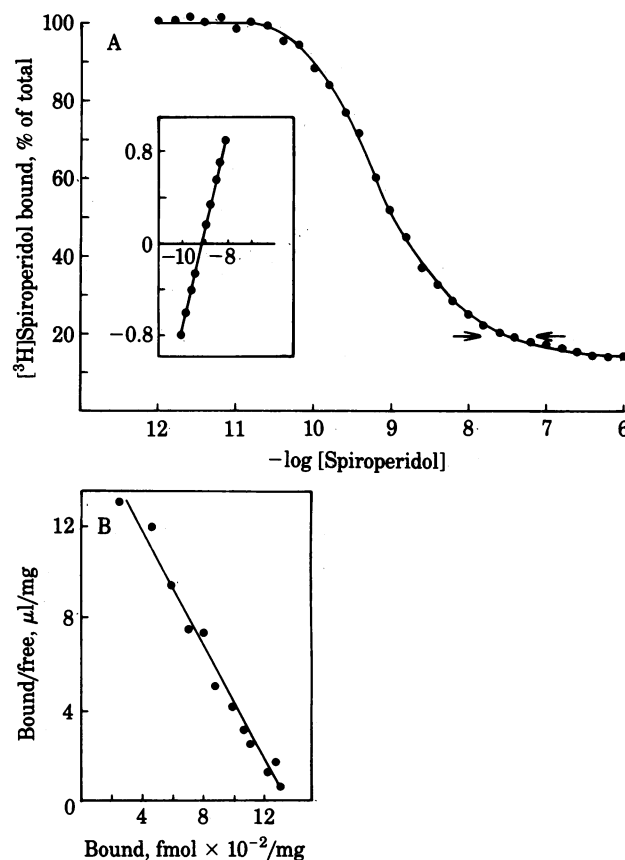 A
[³H]Spiroperidol bound, % of total
100
80
60
40
20
0.8
0
−0.8
−10 −8
12 11 10 9 8 7 6
−log [Spiroperidol]
B
Bound/free, μl/mg
12
8
4
0
4 8 12
Bound, fmol × 10⁻²/mg